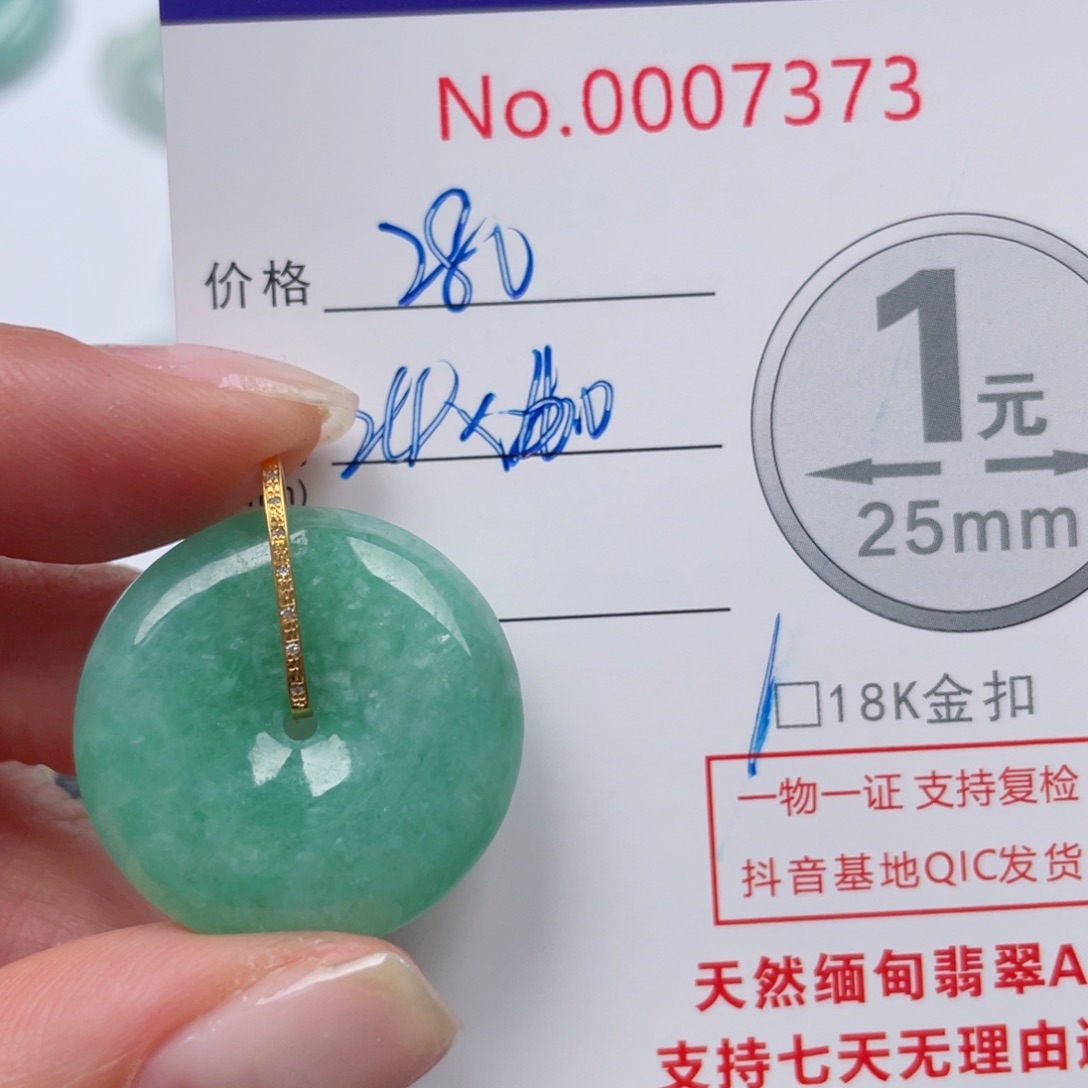 No.0007373
价格 280
1元
25mm
□18K金扣
一物一证 支持复检
抖音基地QIC发货
天然缅甸翡翠A
支持七天无理由